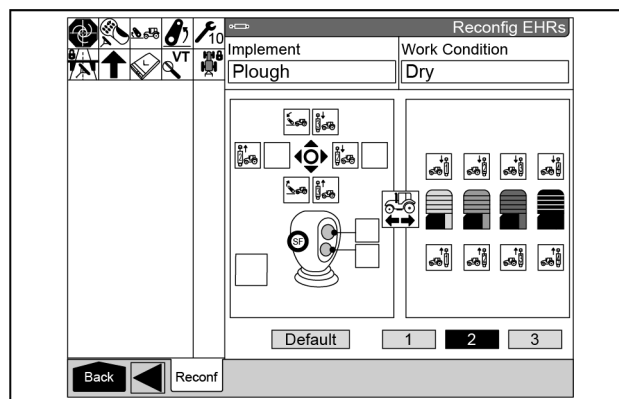 10
Reconfig EHRs
VT
Implement
Work Condition
Plough
Dry
SF
Default
1
2
3
Back
Reconf